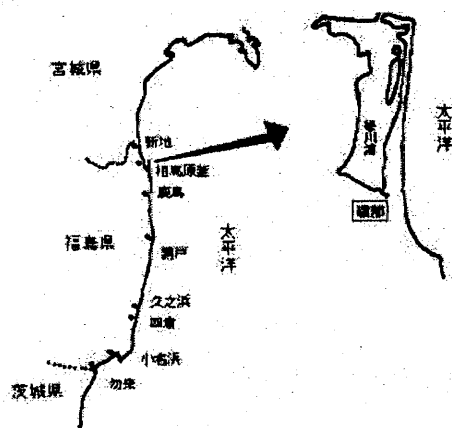 宮城県
新地
相馬原釜
鹿島
福島県
請戸
太平洋
久之浜
四倉
小名浜
勿来
茨城県
松川浦
太平洋
磯部